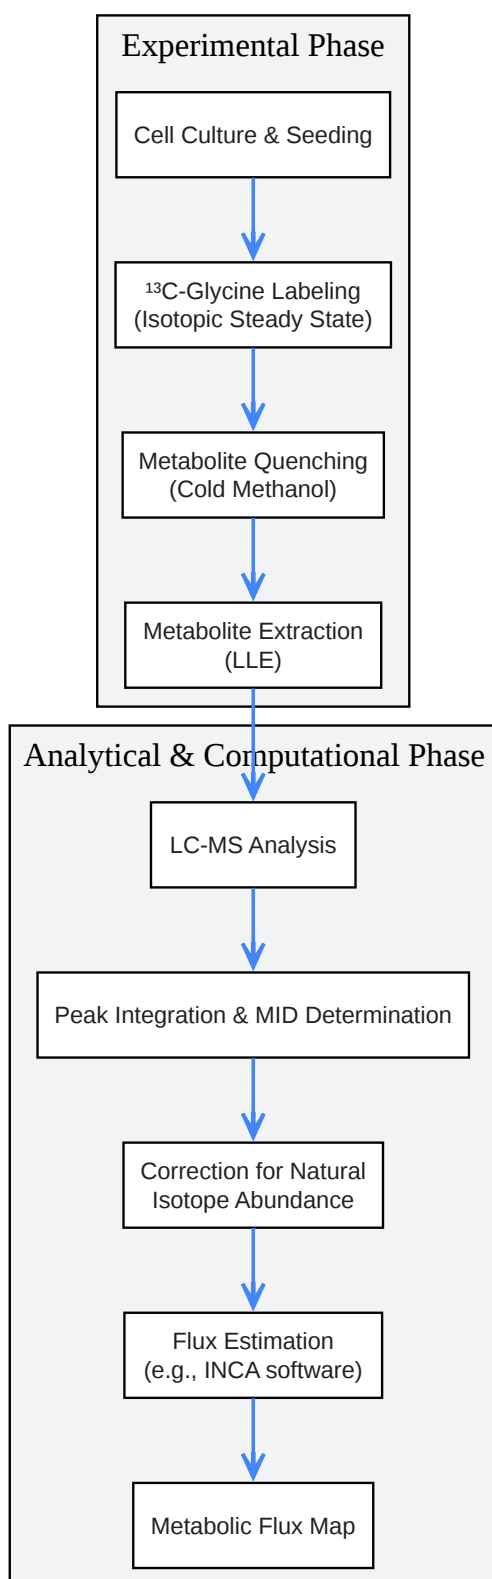 Experimental Phase
Cell Culture & Seeding
¹³C-Glycine Labeling
(Isotopic Steady State)
Metabolite Quenching
(Cold Methanol)
Metabolite Extraction
(LLE)
Analytical & Computational Phase
LC-MS Analysis
Peak Integration & MID Determination
Correction for Natural
Isotope Abundance
Flux Estimation
(e.g., INCA software)
Metabolic Flux Map